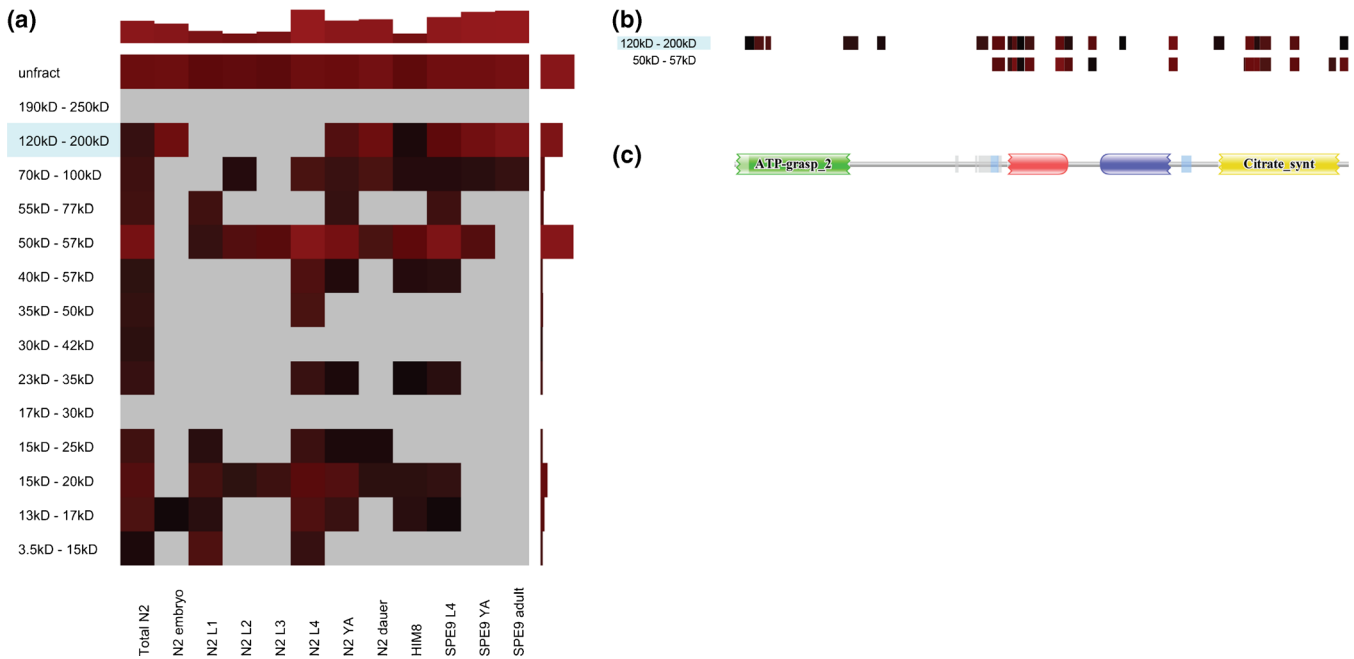 (a)
unfract
190kD - 250kD
120kD - 200kD
70kD - 100kD
55kD - 77kD
50kD - 57kD
40kD - 57kD
35kD - 50kD
30kD - 42kD
23kD - 35kD
17kD - 30kD
15kD - 25kD
15kD - 20kD
13kD - 17kD
3.5kD - 15kD
Total N2
N2 embryo
N2 L1
N2 L2
N2 L3
N2 L4
N2 YA
N2 dauer
HIM8
SPE9 L4
SPE9 YA
SPE9 adult
(b)
120kD - 200kD
50kD - 57kD
(c)
ATP-grasp_2
Citrate_synt